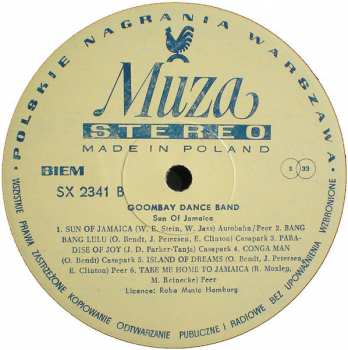 POLSKIE NAGRANIA WARSZAWA
Muza
STEREO
MADE IN POLAND
BIEM
SX 2341 B
33
GOOMBAY DANCE BAND
Sun Of Jamaica
1. SUN OF JAMAICA (W. E. Stein, W. Jass) Autobahn/Peer 2. BANG
BANG LULU (O. Bendt, J. Petersen, E. Clinton) Casapark 3. PARA-
DISE OF JOY (J. D. Parker-Tanja) Casapark 4. CONGA MAN
(O. Bendt) Casapark 5. ISLAND OF DREAMS (O. Bendt, J. Petersen,
E. Clinton) Peer 6. TAKE ME HOME TO JAMAICA (R. Moxley,
M. Reinecke) Peer
Licence: Roba Music Hamburg
WSZYSTKIE PRAWA ZASTRZEŻONE KOPIOWANIE ODTWARZANIE PUBLICZNE I RADIOWE BEZ UPOWAŻNIENIA WZBRONIONE